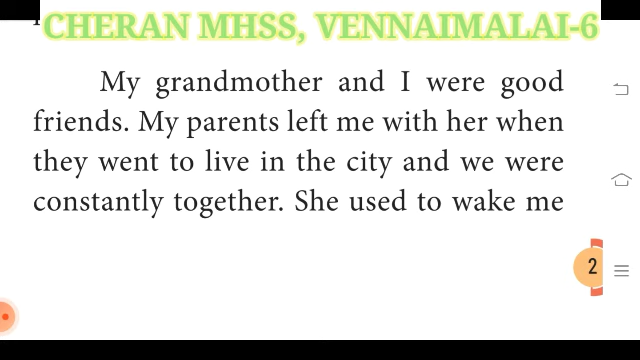 CHERAN MHSS, VENNAIMALAI-6
My grandmother and I were good
friends. My parents left me with her when
they went to live in the city and we were
constantly together. She used to wake me
2